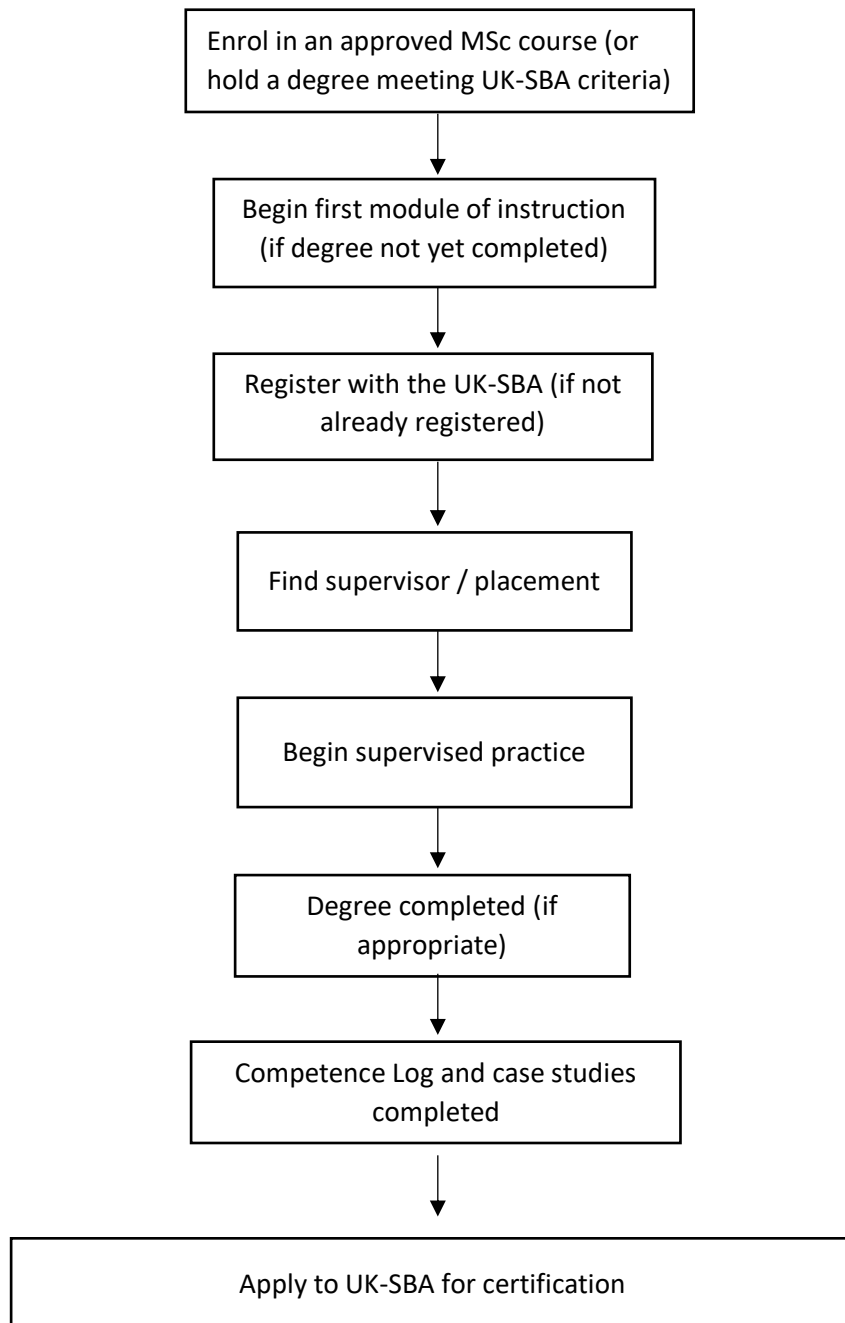 Enrol in an approved MSc course (or
hold a degree meeting UK-SBA criteria)
Begin first module of instruction
(if degree not yet completed)
Register with the UK-SBA (if not
already registered)
Find supervisor / placement
Begin supervised practice
Degree completed (if
appropriate)
Competence Log and case studies
completed
Apply to UK-SBA for certification